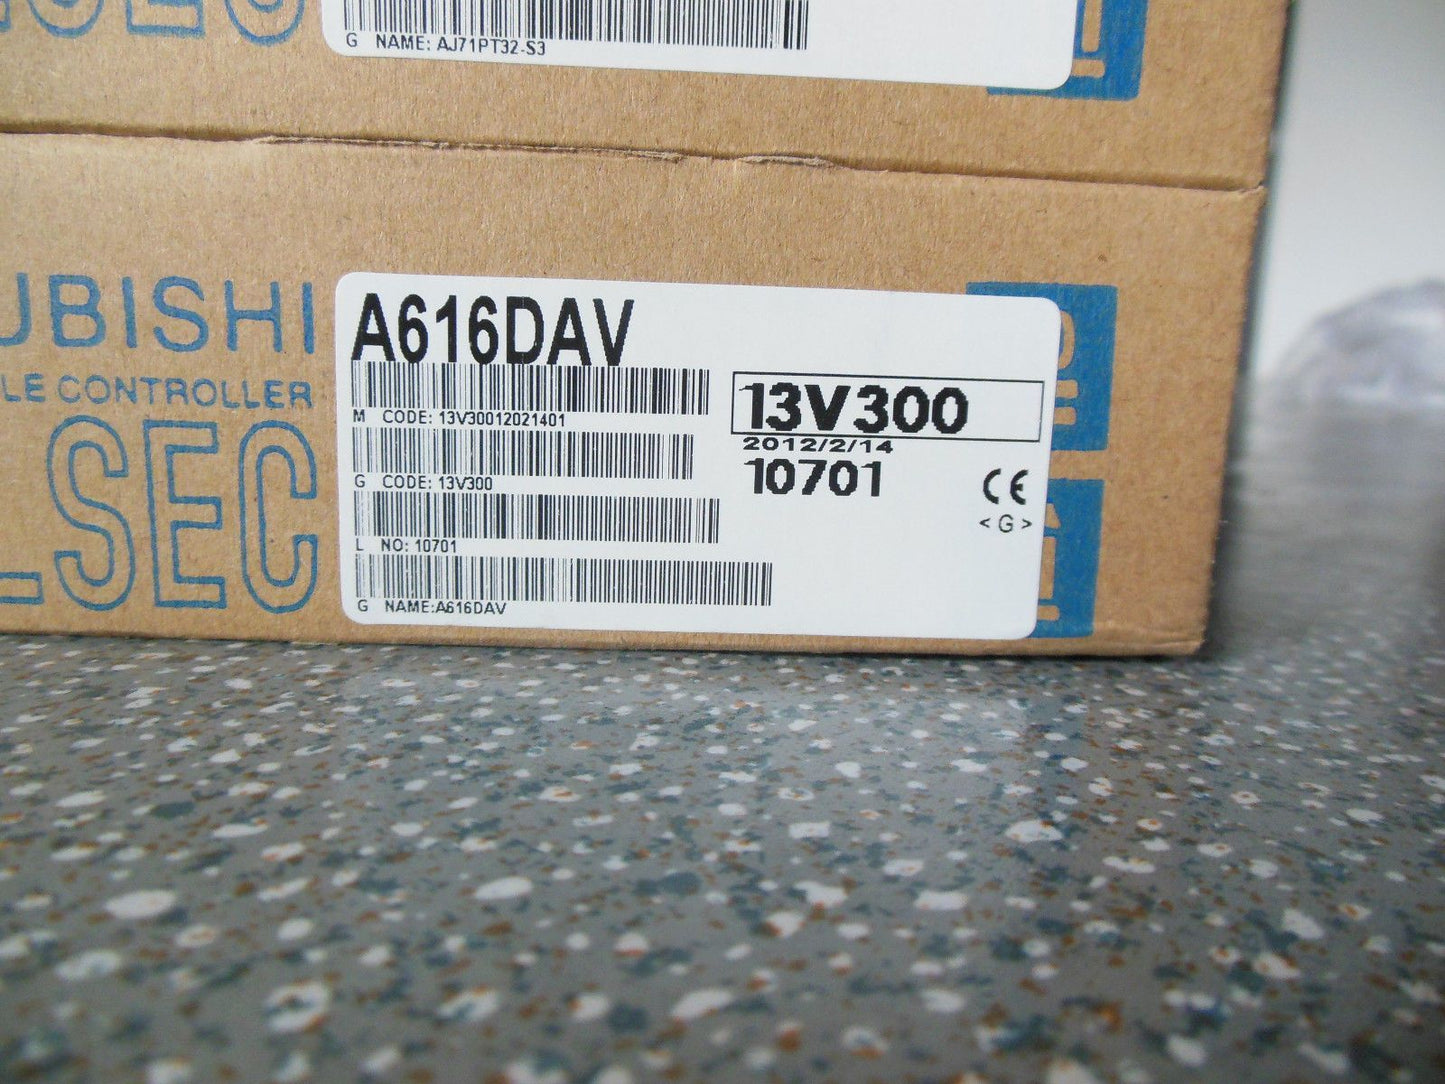 G NAME: AJ71PT32-S3
UBISHI
LE CONTROLLER
LSEC
A616DAV
M CODE: 13V30012021401
G CODE: 13V300
L NO: 10701
G NAME:A616DAV
13V300
2012/2/14
10701
CE
<G>